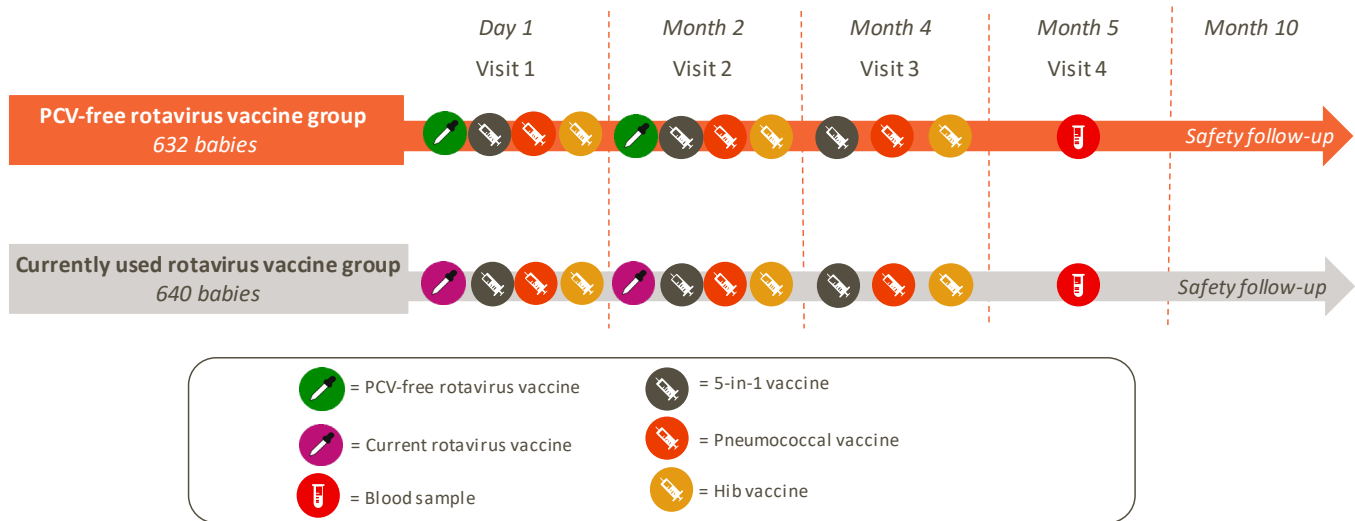 Day 1
Month 2
Month 4
Month 5
Month 10
Visit 1
Visit 2
Visit 3
Visit 4
PCV-free rotavirus vaccine group
632 babies
Safety follow-up
Currently used rotavirus vaccine group
640 babies
Safety follow-up
= PCV-free rotavirus vaccine
= 5-in-1 vaccine
= Current rotavirus vaccine
= Pneumococcal vaccine
= Blood sample
= Hib vaccine